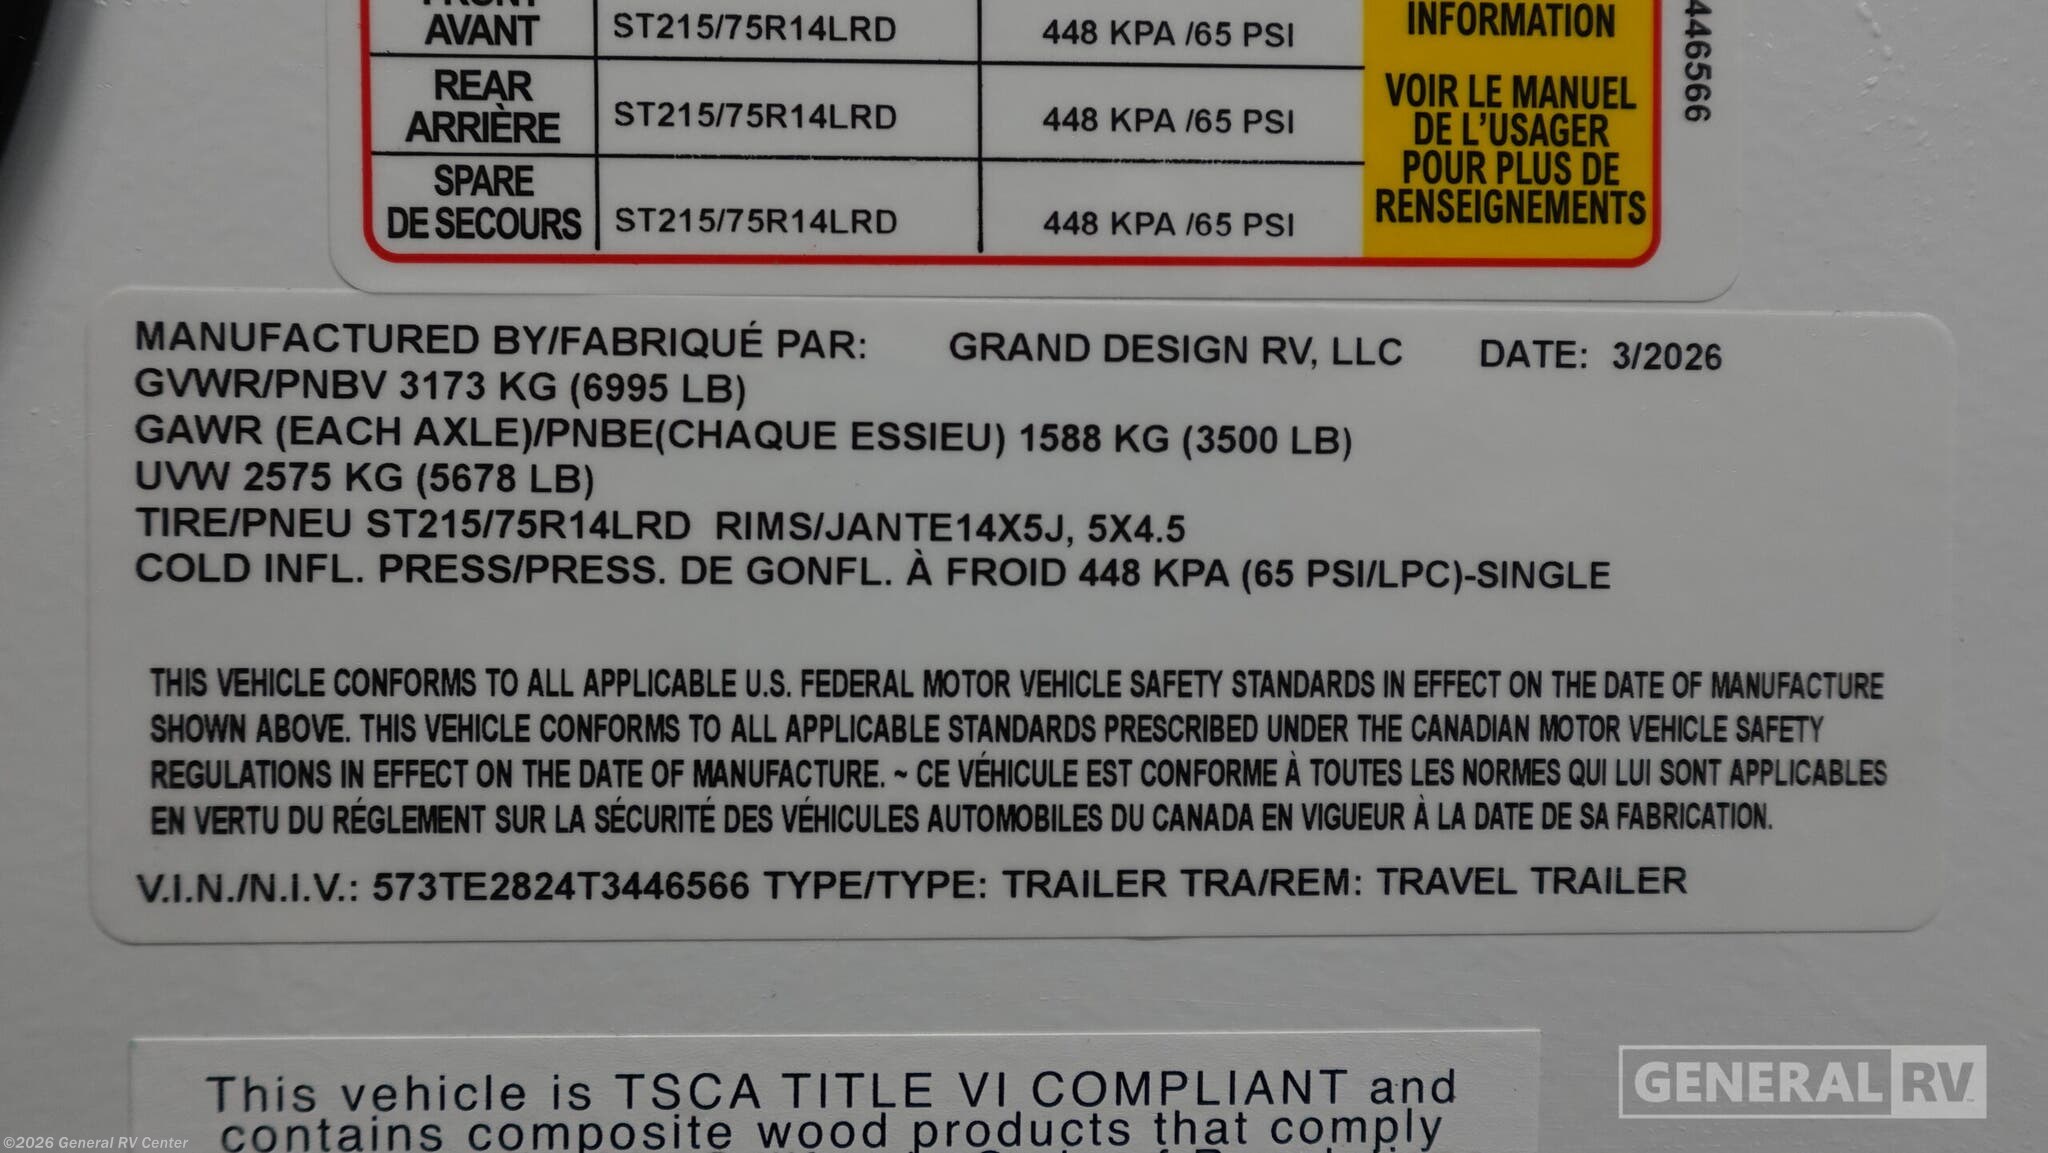 AVANT ST215/75R14LRD 448 KPA /65 PSI
INFORMATION
REAR
ARRIÈRE ST215/75R14LRD 448 KPA /65 PSI
SPARE
DE SECOURS ST215/75R14LRD 448 KPA /65 PSI
VOIR LE MANUEL
DE L'USAGER
POUR PLUS DE
RENSEIGNEMENTS
446566
MANUFACTURED BY/FABRIQUÉ PAR: GRAND DESIGN RV, LLC DATE: 3/2026
GVWR/PNBV 3173 KG (6995 LB)
GAWR (EACH AXLE)/PNBE(CHAQUE ESSIEU) 1588 KG (3500 LB)
UVW 2575 KG (5678 LB)
TIRE/PNEU ST215/75R14LRD RIMS/JANTE14X5J, 5X4.5
COLD INFL. PRESS/PRESS. DE GONFL. À FROID 448 KPA (65 PSI/LPC)-SINGLE
THIS VEHICLE CONFORMS TO ALL APPLICABLE U.S. FEDERAL MOTOR VEHICLE SAFETY STANDARDS IN EFFECT ON THE DATE OF MANUFACTURE
SHOWN ABOVE. THIS VEHICLE CONFORMS TO ALL APPLICABLE STANDARDS PRESCRIBED UNDER THE CANADIAN MOTOR VEHICLE SAFETY
REGULATIONS IN EFFECT ON THE DATE OF MANUFACTURE. ~ CE VÉHICULE EST CONFORME À TOUTES LES NORMES QUI LUI SONT APPLICABLES
EN VERTU DU RÉGLEMENT SUR LA SÉCURITÉ DES VÉHICULES AUTOMOBILES DU CANADA EN VIGUEUR À LA DATE DE SA FABRICATION.
V.I.N./N.I.V.: 573TE2824T3446566 TYPE/TYPE: TRAILER TRA/REM: TRAVEL TRAILER
This vehicle is TSCA TITLE VI COMPLIANT and
contains composite wood products that comply
GENERAL RV
©2026 General RV Center